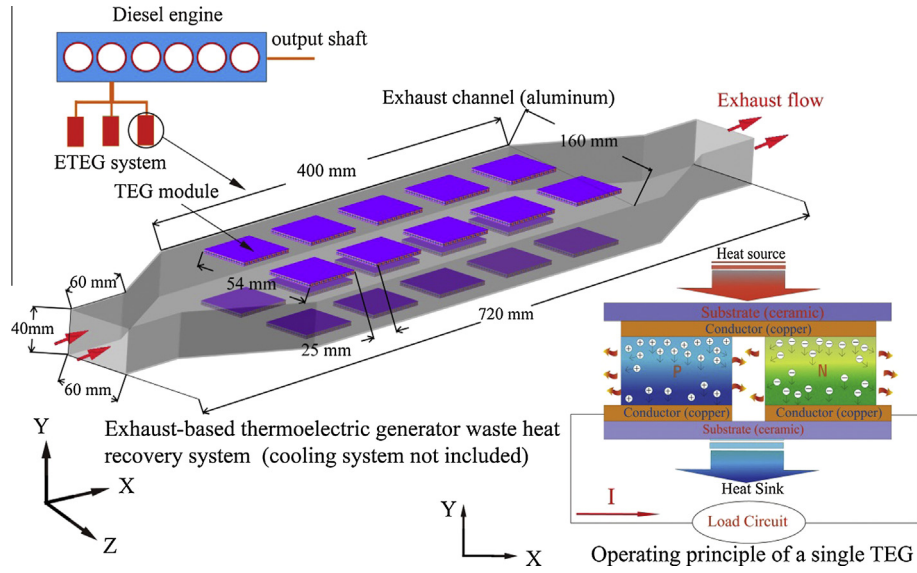 Diesel engine
output shaft
ETEG system
TEG module
Exhaust channel (aluminum)
Exhaust flow
400 mm
160 mm
60 mm
40mm
60 mm
54 mm
25 mm
720 mm
Exhaust-based thermoelectric generator waste heat
recovery system (cooling system not included)
Y
X
Z
Y
X
Heat source
Substrate (ceramic)
Conductor (copper)
P
N
Conductor (copper)
Conductor (copper)
Substrate (ceramic)
Heat Sink
I
Load Circuit
Operating principle of a single TEG